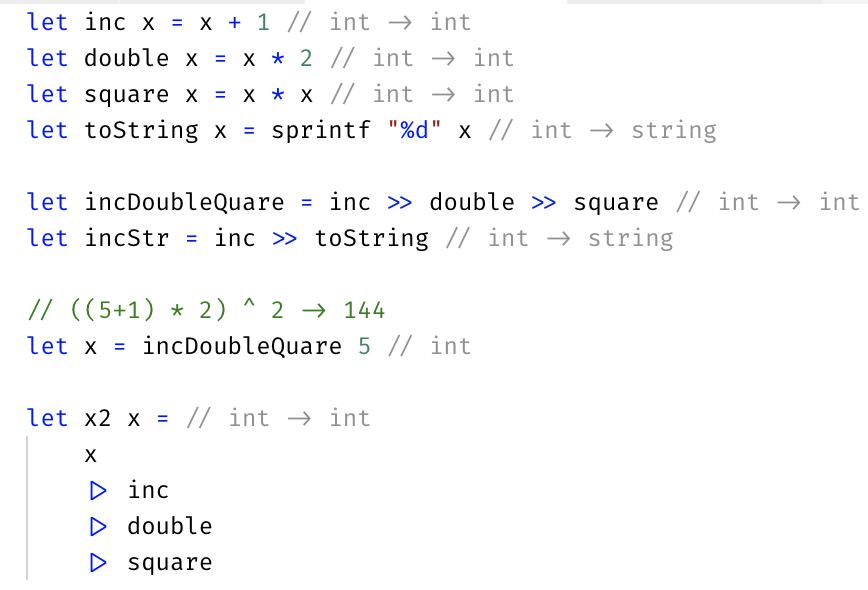 let inc x = x + 1 // int -> int
let double x = x * 2 // int -> int
let square x = x * x // int -> int
let toString x = sprintf "%d" x // int -> string
let incDoubleQuare = inc >> double >> square // int -> int
let incStr = inc >> toString // int -> string
// ((5+1) * 2) ^ 2 -> 144
let x = incDoubleQuare 5 // int
let x2 x = // int -> int
x
|> inc
|> double
|> square